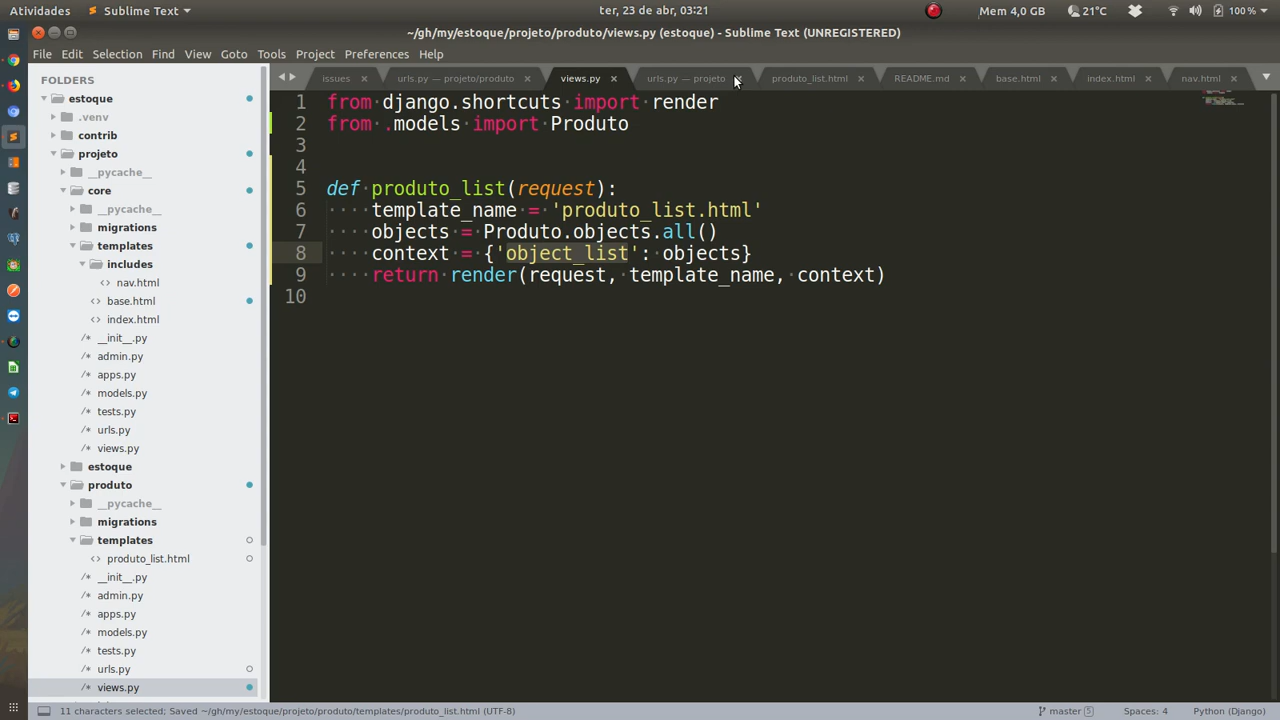 Atividades
Sublime Text
ter, 23 de abr, 03:21
Mem 4,0 GB
21°C
100%
~/gh/my/estoque/projeto/produto/views.py (estoque) - Sublime Text (UNREGISTERED)
File Edit Selection Find View Goto Tools Project Preferences Help
issues
urls.py — projeto/produto
views.py
urls.py — projeto
produto_list.html
README.md
base.html
index.html
nav.html
FOLDERS
estoque
.venv
contrib
projeto
__pycache__
core
__pycache__
migrations
templates
includes
nav.html
base.html
index.html
__init__.py
admin.py
apps.py
models.py
tests.py
urls.py
views.py
estoque
produto
__pycache__
migrations
templates
produto_list.html
__init__.py
admin.py
apps.py
models.py
tests.py
urls.py
views.py
1 from django.shortcuts import render
2 from .models import Produto
3
4
5 def produto_list(request):
6 template_name = 'produto_list.html'
7 objects = Produto.objects.all()
8 context = {'object_list': objects}
9 return render(request, template_name, context)
10
11 characters selected; Saved ~/gh/my/estoque/projeto/produto/templates/produto_list.html (UTF-8)
master 5
Spaces: 4
Python (Django)